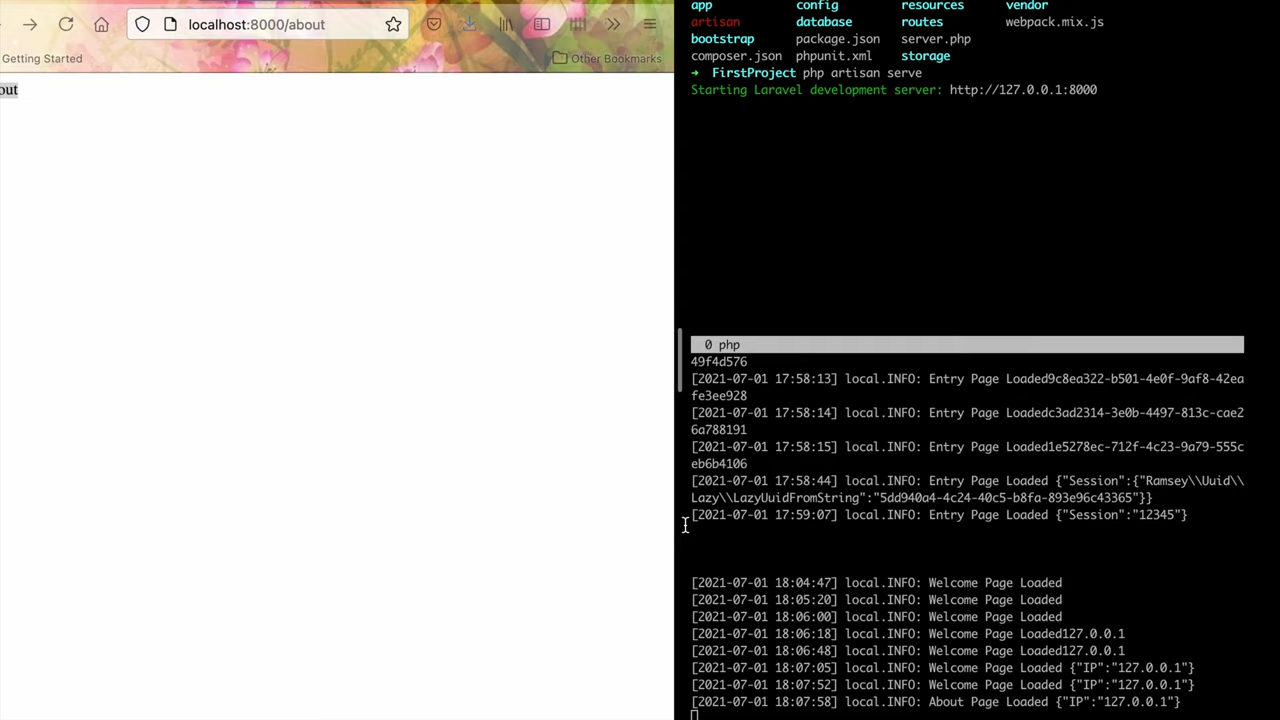 localhost:8000/about
Getting Started
Other Bookmarks
out
app config resources vendor
artisan database routes webpack.mix.js
bootstrap package.json server.php
composer.json phpunit.xml storage
➜ FirstProject php artisan serve
Starting Laravel development server: http://127.0.0.1:8000
0 php
49f4d576
[2021-07-01 17:58:13] local.INFO: Entry Page Loaded9c8ea322-b501-4e0f-9af8-42ea
fe3ee928
[2021-07-01 17:58:14] local.INFO: Entry Page Loadedc3ad2314-3e0b-4497-813c-cae2
6a788191
[2021-07-01 17:58:15] local.INFO: Entry Page Loaded1e5278ec-712f-4c23-9a79-555c
eb6b4106
[2021-07-01 17:58:44] local.INFO: Entry Page Loaded {"Session":{"Ramsey\\Uuid\\
Lazy\\LazyUuidFromString":"5dd940a4-4c24-40c5-b8fa-893e96c43365"}}
[2021-07-01 17:59:07] local.INFO: Entry Page Loaded {"Session":"12345"}
[2021-07-01 18:04:47] local.INFO: Welcome Page Loaded
[2021-07-01 18:05:20] local.INFO: Welcome Page Loaded
[2021-07-01 18:06:00] local.INFO: Welcome Page Loaded
[2021-07-01 18:06:18] local.INFO: Welcome Page Loaded127.0.0.1
[2021-07-01 18:06:48] local.INFO: Welcome Page Loaded127.0.0.1
[2021-07-01 18:07:05] local.INFO: Welcome Page Loaded {"IP":"127.0.0.1"}
[2021-07-01 18:07:52] local.INFO: Welcome Page Loaded {"IP":"127.0.0.1"}
[2021-07-01 18:07:58] local.INFO: About Page Loaded {"IP":"127.0.0.1"}